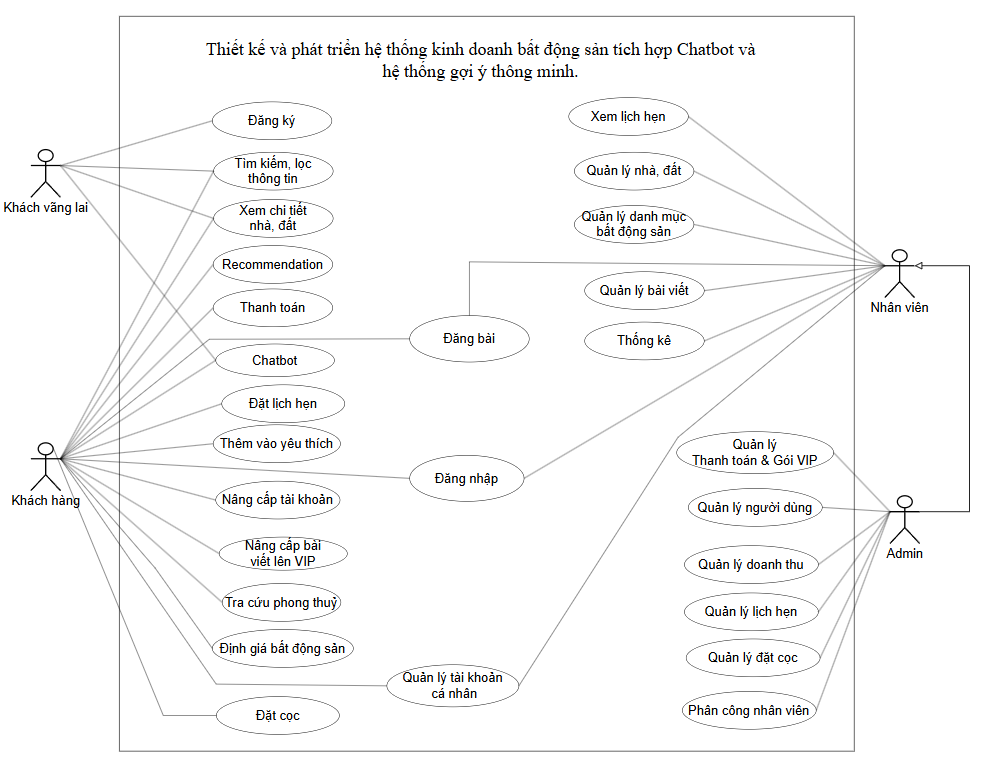 Thiết kế và phát triển hệ thống kinh doanh bất động sản tích hợp Chatbot và
hệ thống gợi ý thông minh.
Khách vãng lai
Khách hàng
Đăng ký
Tìm kiếm, lọc
thông tin
Xem chi tiết
nhà, đất
Recommendation
Thanh toán
Chatbot
Đặt lịch hẹn
Thêm vào yêu thích
Nâng cấp tài khoản
Nâng cấp bài
viết lên VIP
Tra cứu phong thuỷ
Định giá bất động sản
Đặt cọc
Đăng bài
Đăng nhập
Quản lý tài khoản
cá nhân
Xem lịch hẹn
Quản lý nhà, đất
Quản lý danh mục
bất động sản
Quản lý bài viết
Thống kê
Quản lý
Thanh toán & Gói VIP
Quản lý người dùng
Quản lý doanh thu
Quản lý lịch hẹn
Quản lý đặt cọc
Phân công nhân viên
Nhân viên
Admin